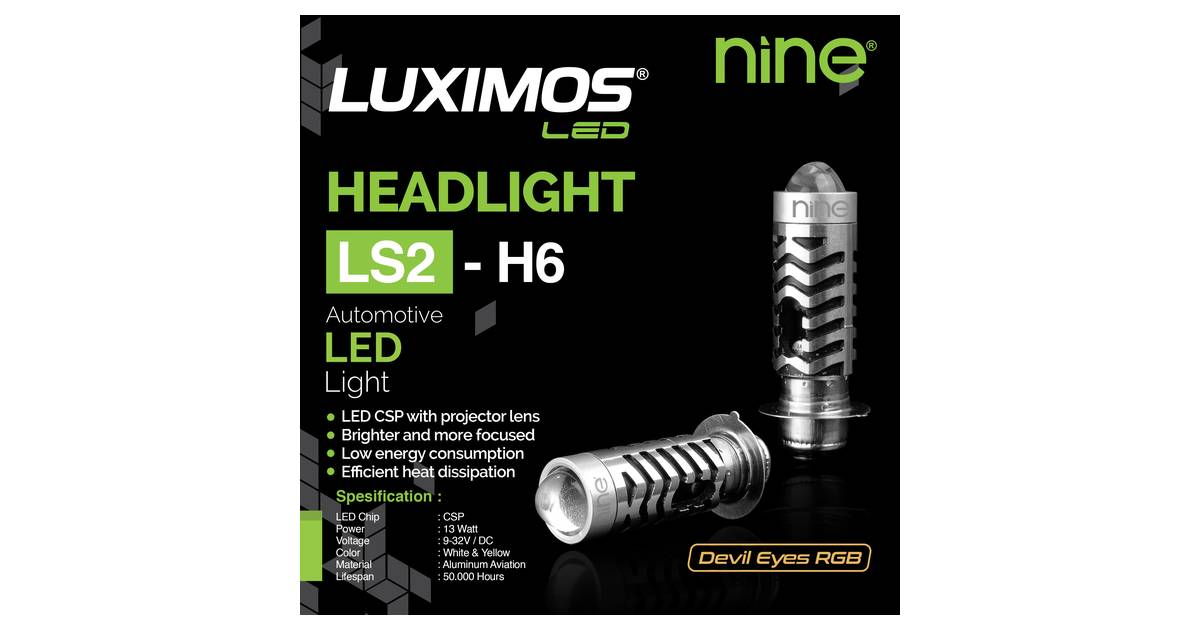 nine®
LUXIMOS®
LED
HEADLIGHT
LS2 - H6
Automotive
LED
Light
LED CSP with projector lens
Brighter and more focused
Low energy consumption
Efficient heat dissipation
Spesification :
LED Chip : CSP
Power : 13 Watt
Voltage : 9-32V / DC
Color : White & Yellow
Material : Aluminum Aviation
Lifespan : 50.000 Hours
nine
nine
Devil Eyes RGB